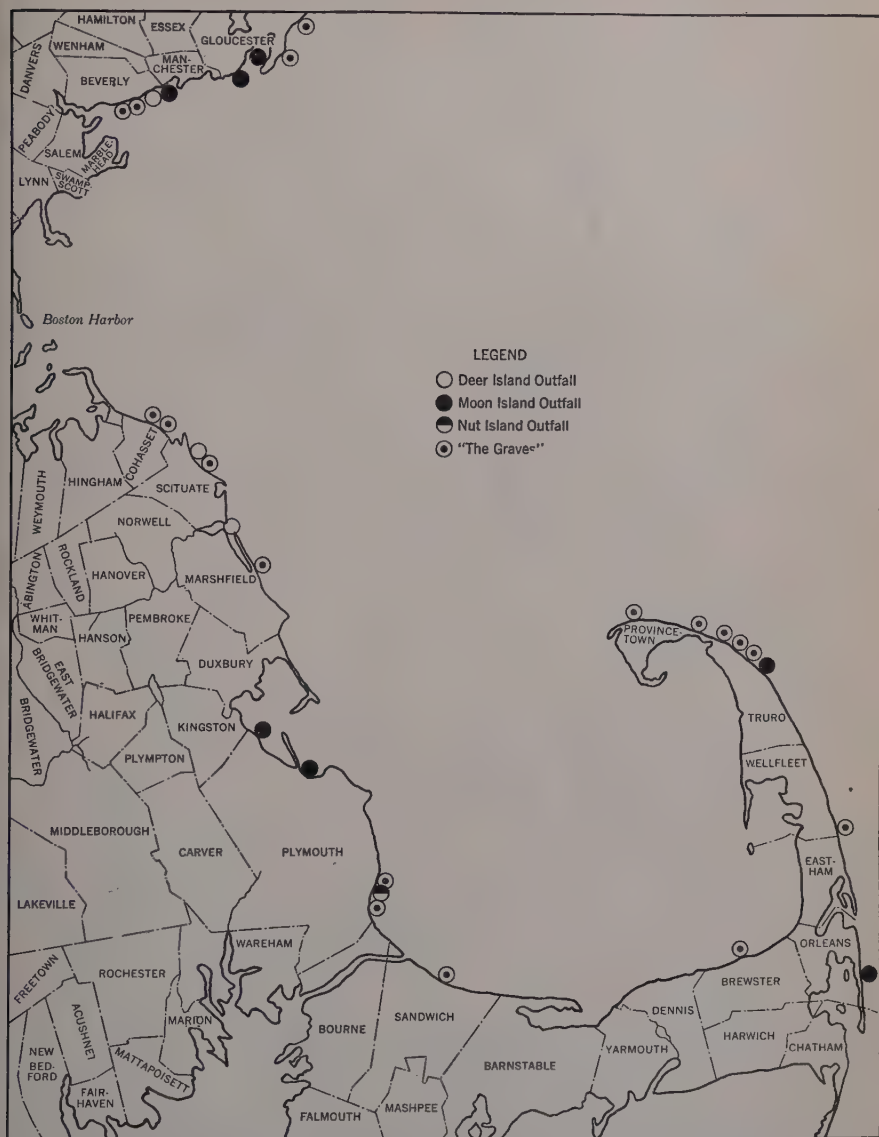 HAMILTON
ESSEX
GLOUCESTER
WENHAM
MAN-
CHESTER
DANVERS
BEVERLY
PEABODY
SALEM
MARBLE-
HEAD
LYNN
SWAMP
SCOTT
Boston Harbor
LEGEND
Deer Island Outfall
Moon Island Outfall
Nut Island Outfall
"The Graves"
COHASSET
HINGHAM
WEYMOUTH
SCITUATE
NORWELL
ABINGTON
ROCKLAND
HANOVER
MARSHFIELD
WHIT-
MAN
HANSON
PEMBROKE
PROVINCE-
TOWN
EAST
BRIDGEWATER
DUXBURY
BRIDGEWATER
HALIFAX
KINGSTON
TRURO
PLYMPTON
WELLFLEET
MIDDLEBOROUGH
CARVER
PLYMOUTH
EAST-
HAM
LAKEVILLE
WAREHAM
ORLEANS
FREETOWN
ROCHESTER
BREWSTER
ACUSHNET
MARION
BOURNE
SANDWICH
DENNIS
HARWICH
CHATHAM
NEW
BED-
FORD
MATTAPOISETT
BARNSTABLE
YARMOUTH
FAIR-
HAVEN
FALMOUTH
MASHPEE